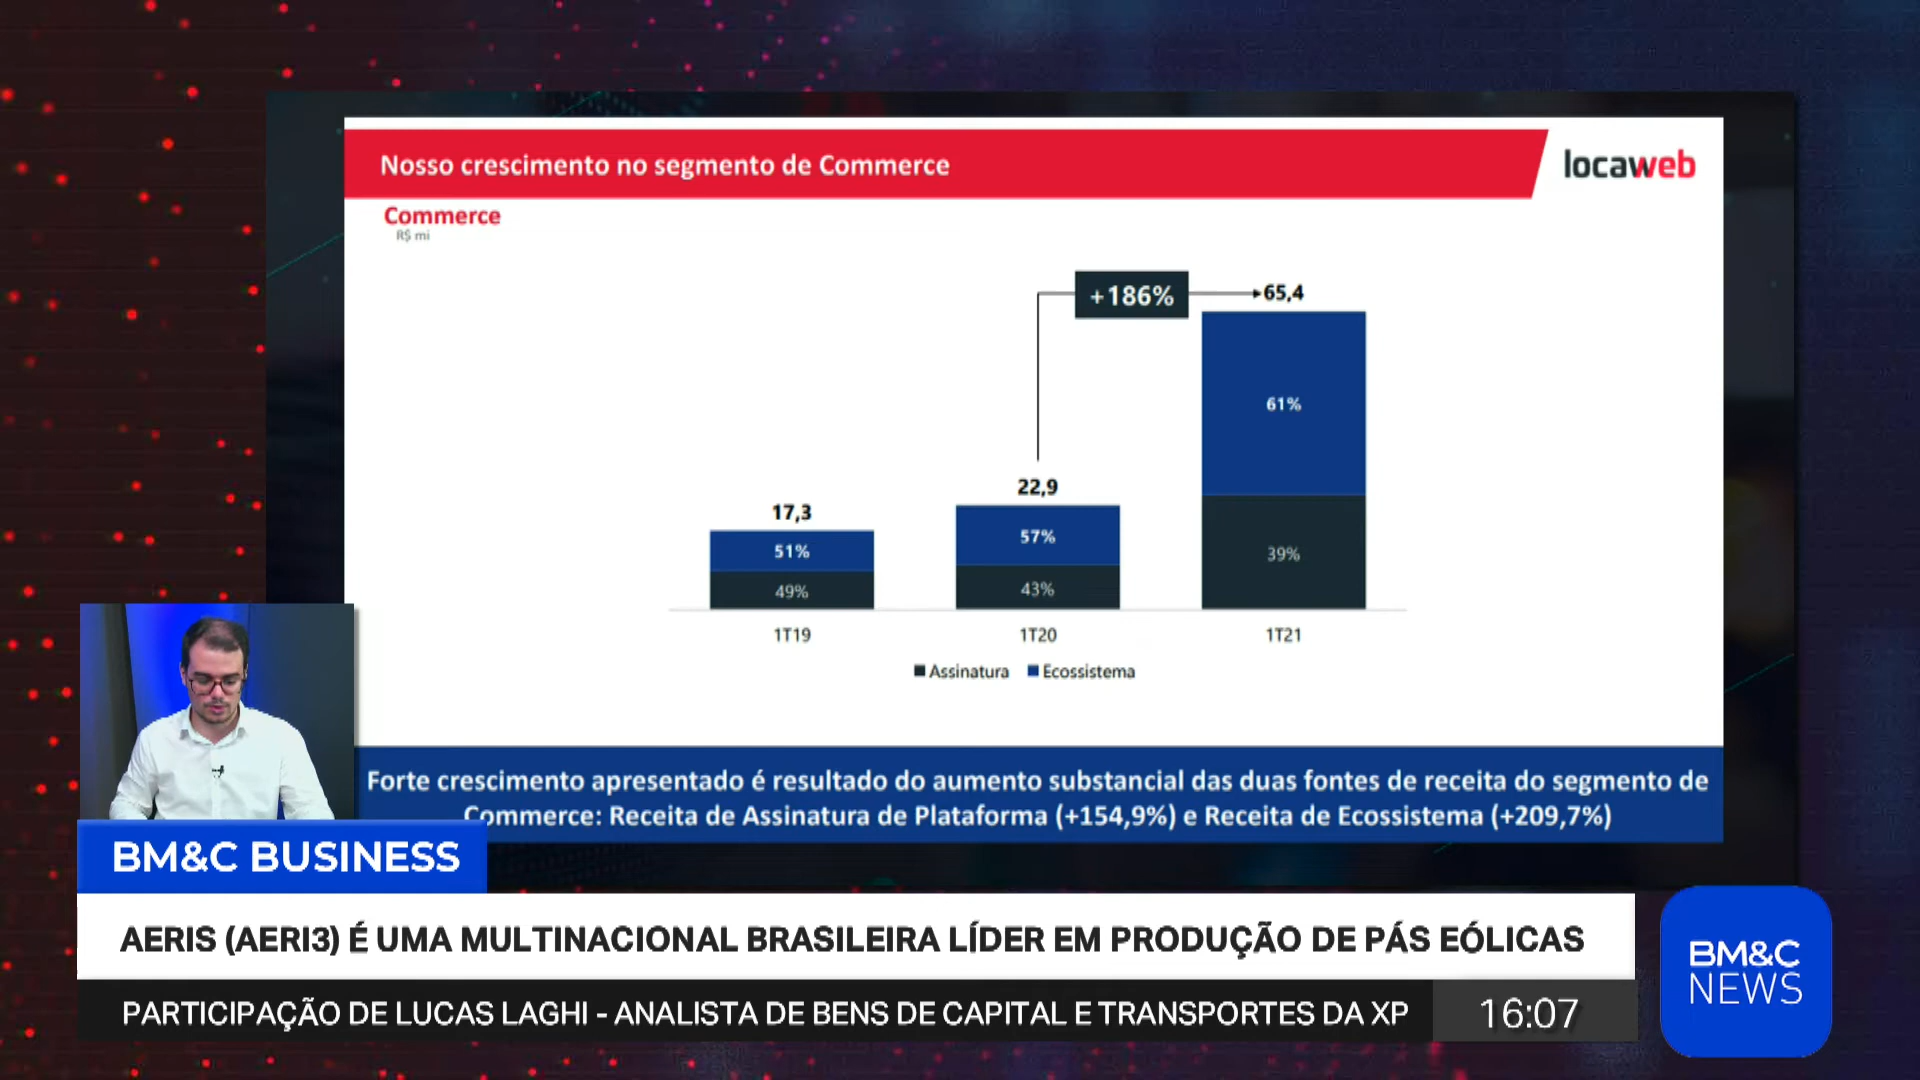 Nosso crescimento no segmento de Commerce
locaweb
Commerce
R$ mi
+186%
65,4
61%
39%
22,9
57%
43%
17,3
51%
49%
1T19
1T20
1T21
Assinatura
Ecossistema
Forte crescimento apresentado é resultado do aumento substancial das duas fontes de receita do segmento de
Commerce: Receita de Assinatura de Plataforma (+154,9%) e Receita de Ecossistema (+209,7%)
BM&C BUSINESS
AERIS (AERI3) É UMA MULTINACIONAL BRASILEIRA LÍDER EM PRODUÇÃO DE PÁS EÓLICAS
PARTICIPAÇÃO DE LUCAS LAGHI - ANALISTA DE BENS DE CAPITAL E TRANSPORTES DA XP
16:07
BM&C
NEWS